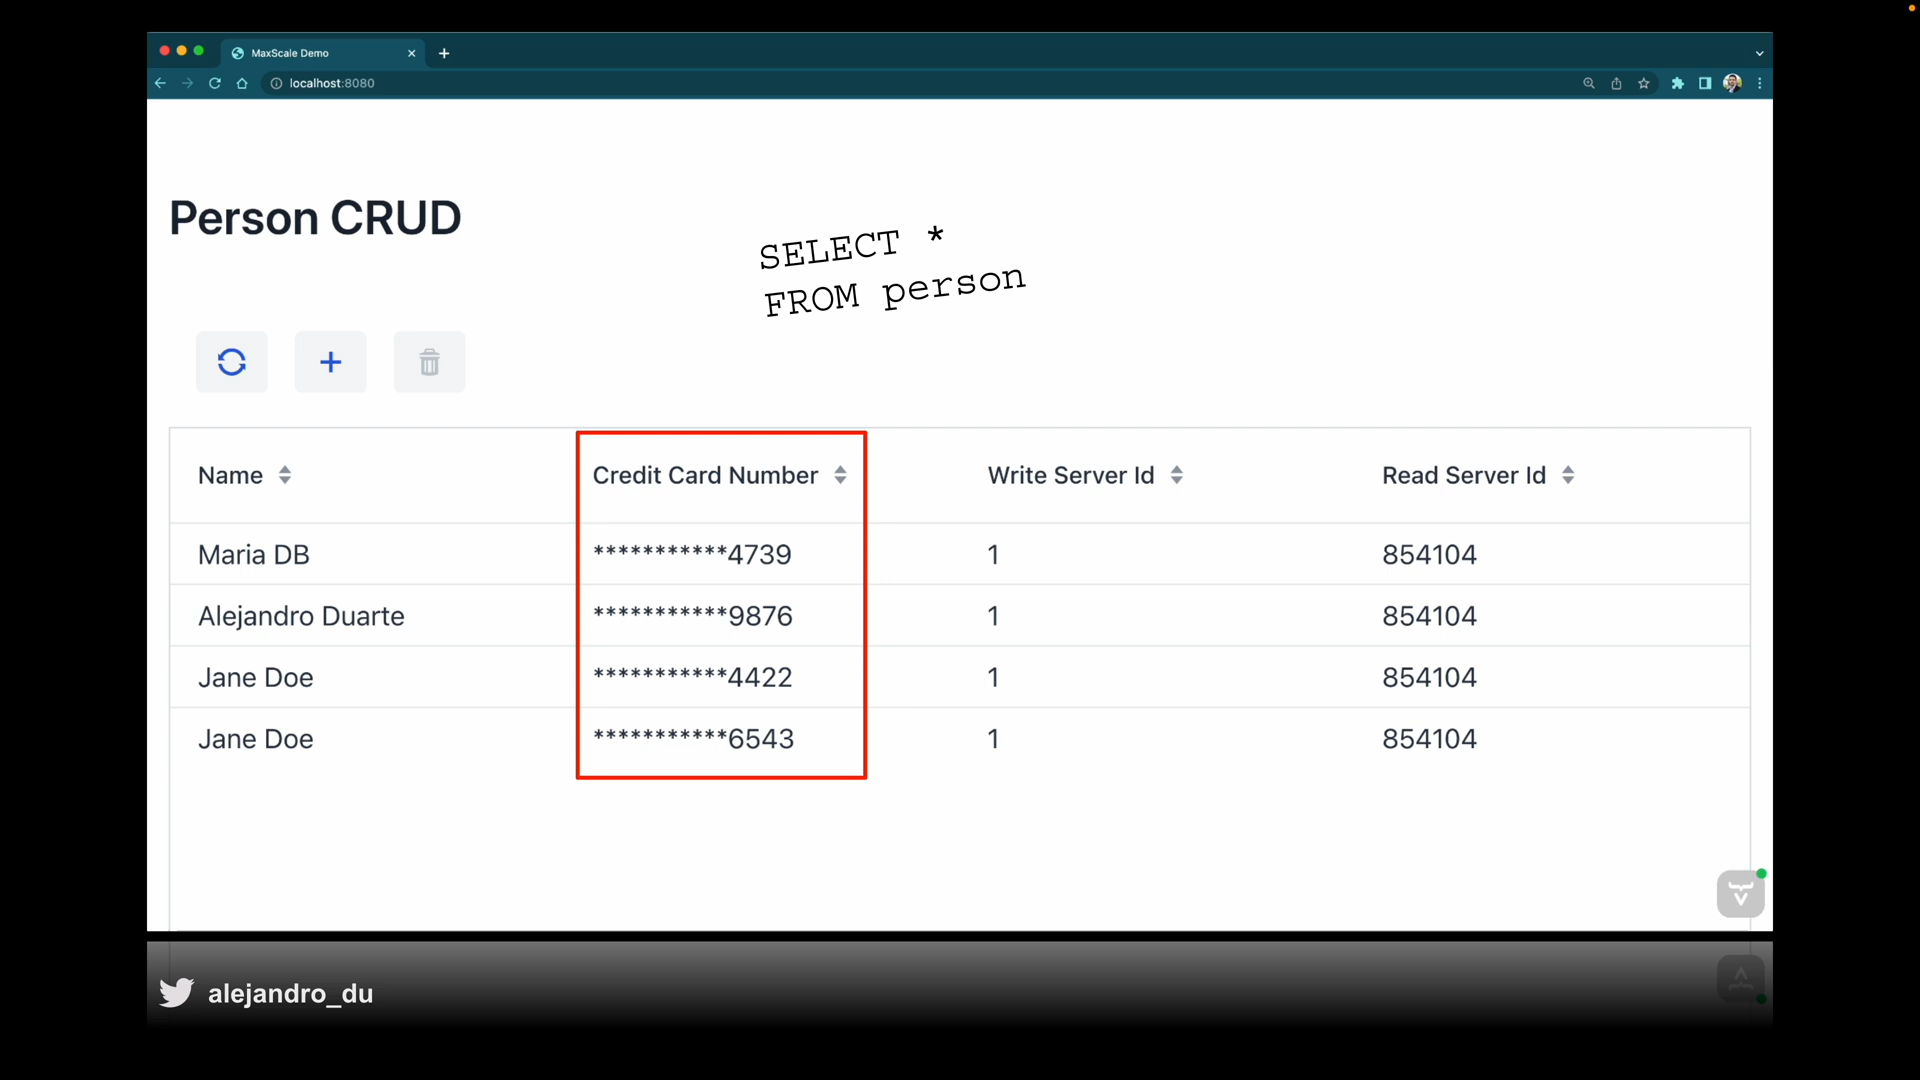 MaxScale Demo
localhost:8080
Person CRUD
SELECT *
FROM person
Name Credit Card Number Write Server Id Read Server Id
Maria DB ***********4739 1 854104
Alejandro Duarte ***********9876 1 854104
Jane Doe ***********4422 1 854104
Jane Doe ***********6543 1 854104
alejandro_du